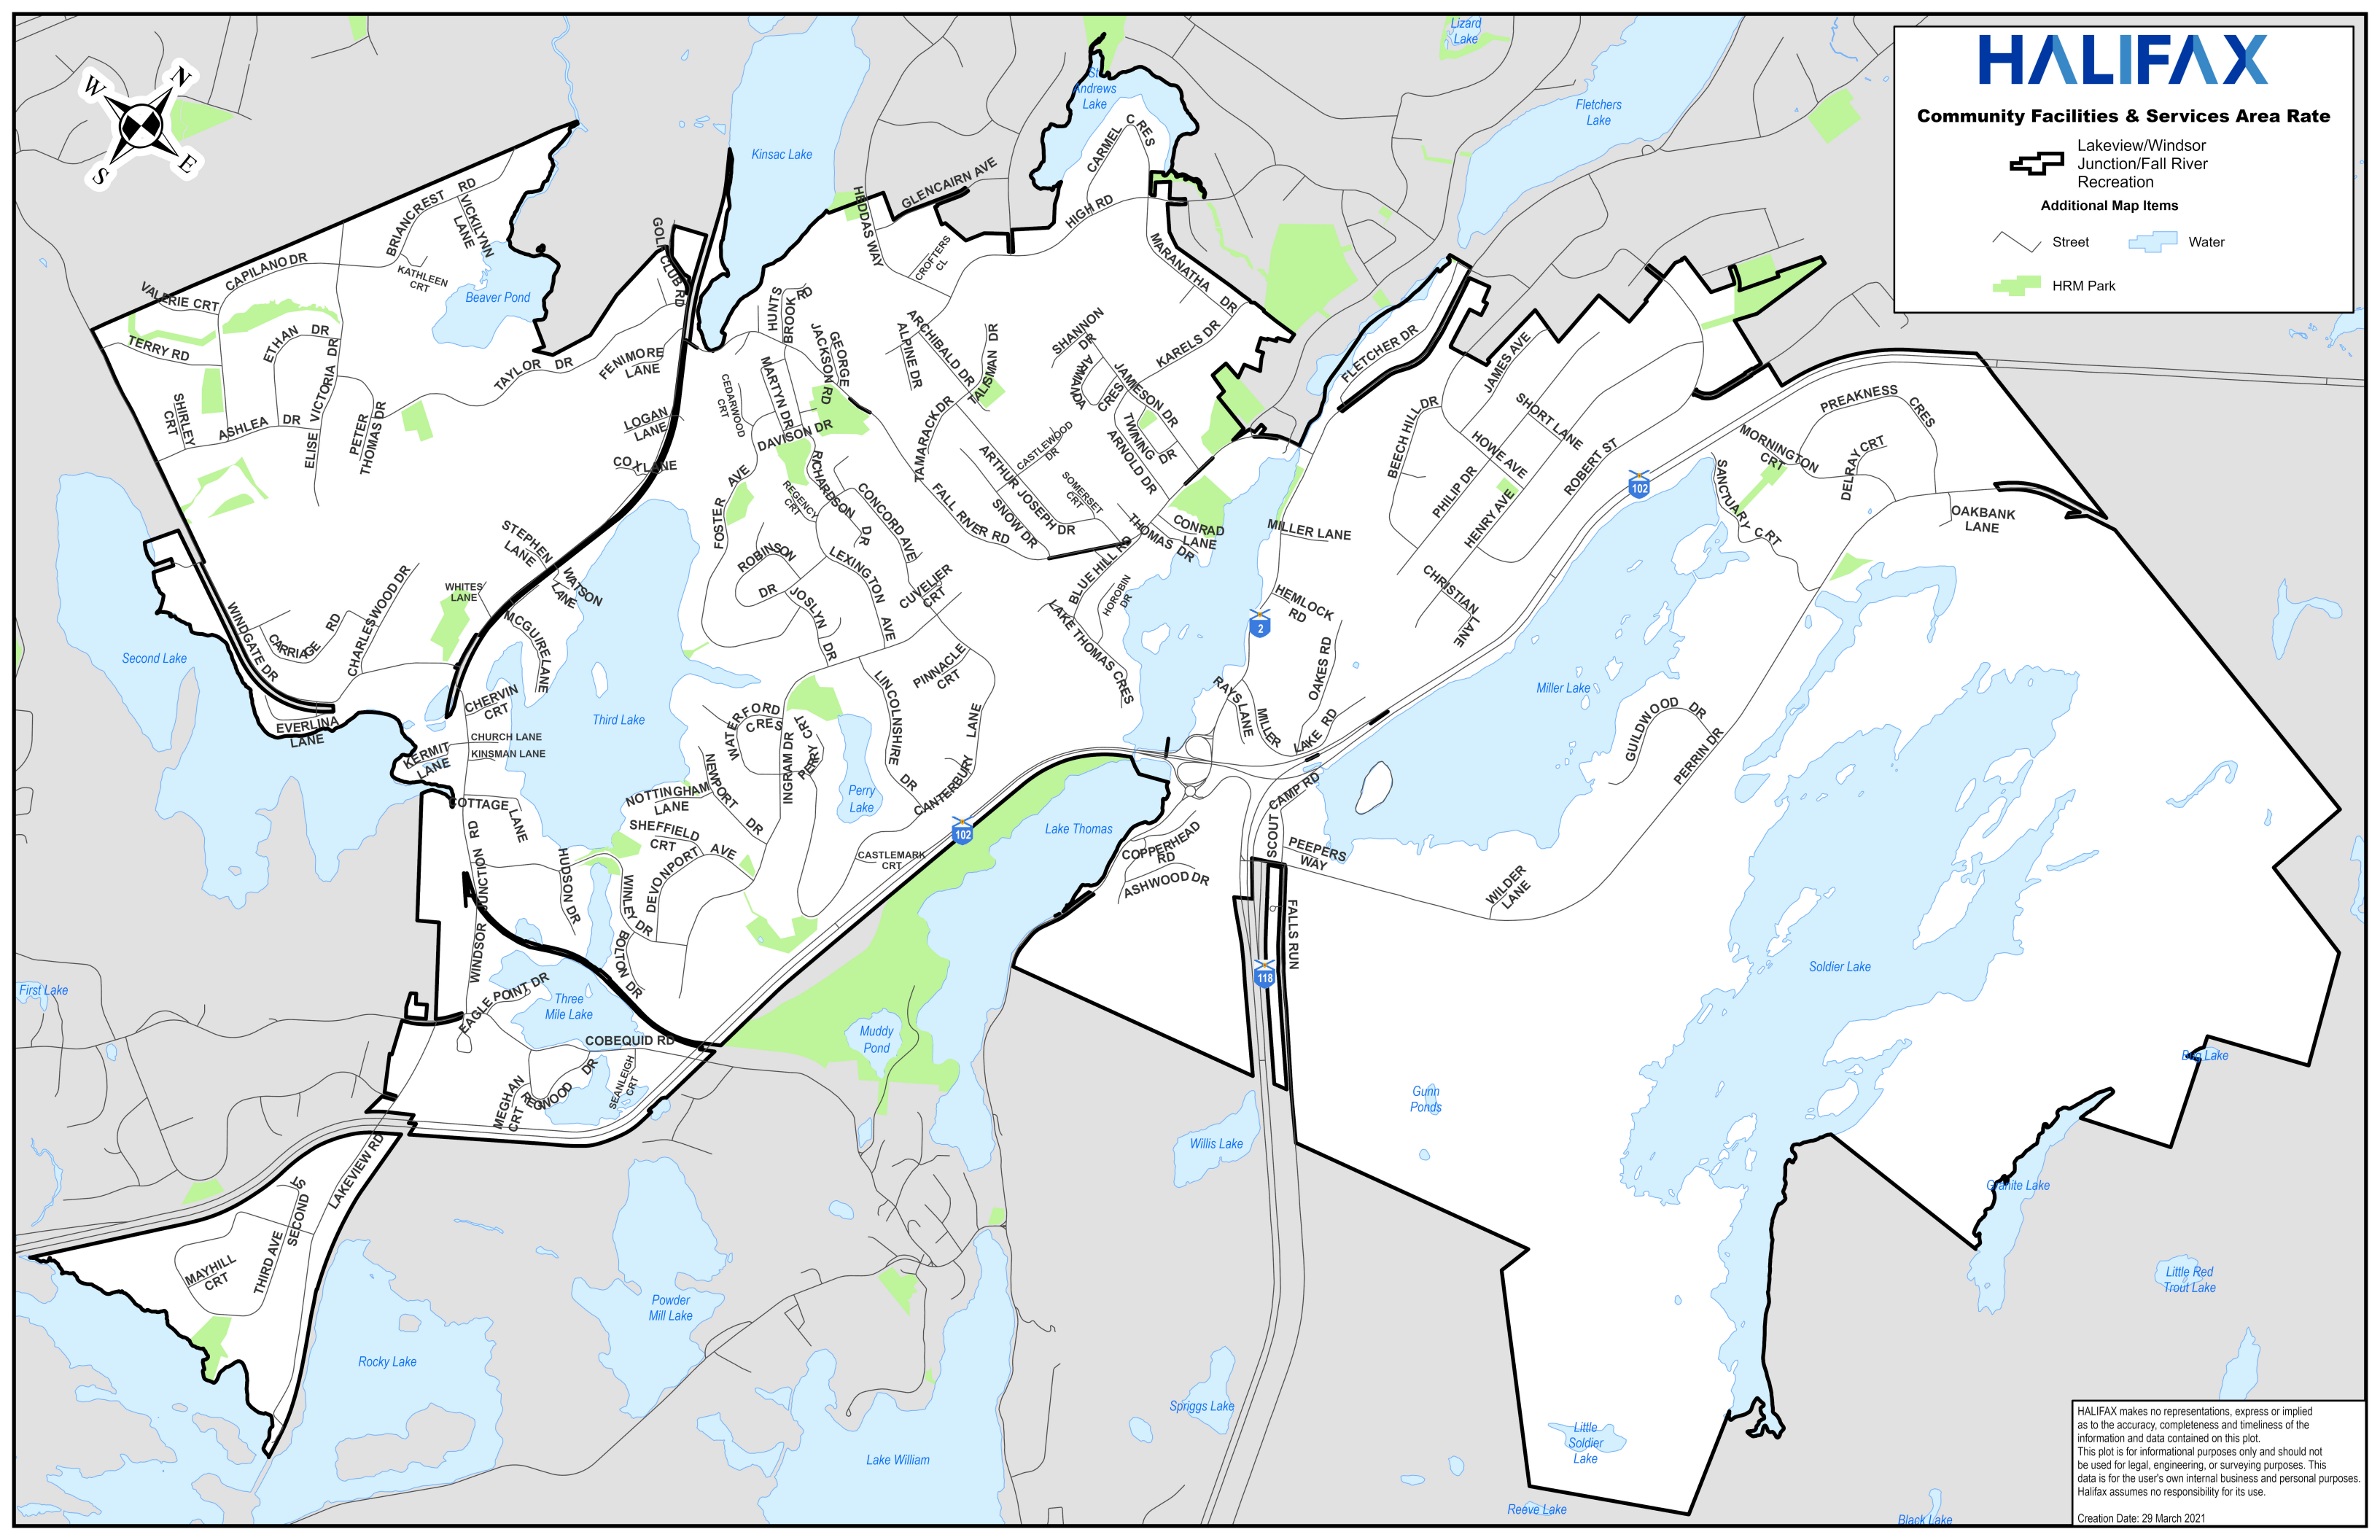 HALIFAX
Community Facilities & Services Area Rate
Lakeview/Windsor
Junction/Fall River
Recreation
Additional Map Items
Street
Water
HRM Park
N
W
E
S
Lizard
Lake
Fletchers
Lake
St
Andrews
Lake
Kinsac Lake
Beaver Pond
Second Lake
Third Lake
First Lake
Three
Mile Lake
Perry
Lake
Lake Thomas
Muddy
Pond
Miller Lake
Soldier Lake
Willis Lake
Gunn
Ponds
Granite Lake
Little Red
Trout Lake
Powder
Mill Lake
Rocky Lake
Lake William
Spriggs Lake
Little
Soldier
Lake
Reeve Lake
Black Lake
BRIANCREST RD
VICKILYNN
LANE
KATHLEEN
CRT
CAPILANO DR
VALERIE CRT
TERRY RD
ETHAN DR
ELISE VICTORIA DR
SHIRLEY
CRT
ASHLEA DR
PETER
THOMAS DR
TAYLOR DR
FENIMORE
LANE
GOLF CLUB RD
LOGAN
LANE
COX LANE
STEPHEN
LANE
WATSON
LANE
WHITES
LANE
MCGUIRE LANE
WINDGATE DR
CARRIAGE RD
CHARLESWOOD DR
EVERLINA
LANE
KERMIT
LANE
CHERVIN
CRT
CHURCH LANE
KINSMAN LANE
COTTAGE LANE
WINDSOR JUNCTION RD
HUDSON DR
WINLEY DR
BOLTON DR
DEVONPORT AVE
SHEFFIELD
CRT
NOTTINGHAM
LANE
NEWPORT DR
WATERFORD
CRES
INGRAM DR
PERRY CRT
EAGLE POINT DR
COBEQUID RD
MEGHAN
CRT
REDWOOD DR
SEANLEIGH
CRT
LAKEVIEW RD
SECOND ST
THIRD AVE
MAYHILL
CRT
HEDDAS WAY
GLENCAIRN AVE
CROFTERS
CL
HIGH RD
CARMEL CRES
MARANATHA DR
KARELS DR
SHANNON
DR
ARMADA
CRES
JAMIESON DR
TWINING DR
ARNOLD DR
TALISMAN DR
ARCHIBALD DR
ALPINE DR
TAMARACK DR
GEORGE
JACKSON RD
HUNTS
BROOK RD
MARTYN DR
CEDARWOOD
CRT
DAVISON DR
FOSTER AVE
RICHARDSON DR
REGENCY
CRT
CONCORD AVE
ROBINSON DR
LEXINGTON AVE
JOSLYN DR
CUVELIER
CRT
PINNACLE
CRT
LINCOLNSHIRE DR
CANTERBURY LANE
CASTLEMARK
CRT
FALL RIVER RD
SNOW DR
ARTHUR JOSEPH DR
CASTLEWOOD
DR
SOMERSET
CRT
THOMAS DR
CONRAD
LANE
BLUE HILL RD
HOROBIN
DR
LAKE THOMAS CRES
FLETCHER DR
JAMES AVE
BEECH HILL DR
SHORT LANE
HOWE AVE
PHILIP DR
HENRY AVE
ROBERT ST
MILLER LANE
HEMLOCK
RD
CHRISTIAN
LANE
OAKES RD
RAYS LANE
MILLER LAKE RD
SCOUT CAMP RD
PEEPERS
WAY
WILDER
LANE
GUILDWOOD DR
PERRIN DR
SANCTUARY CRT
MORNINGTON
CRT
PREAKNESS CRES
DELRAY CRT
OAKBANK
LANE
COPPERHEAD
RD
ASHWOOD DR
FALLS RUN
102
102
2
118
HALIFAX makes no representations, express or implied
as to the accuracy, completeness and timeliness of the
information and data contained on this plot.
This plot is for informational purposes only and should not
be used for legal, engineering, or surveying purposes. This
data is for the user's own internal business and personal purposes.
Halifax assumes no responsibility for its use.
Creation Date: 29 March 2021